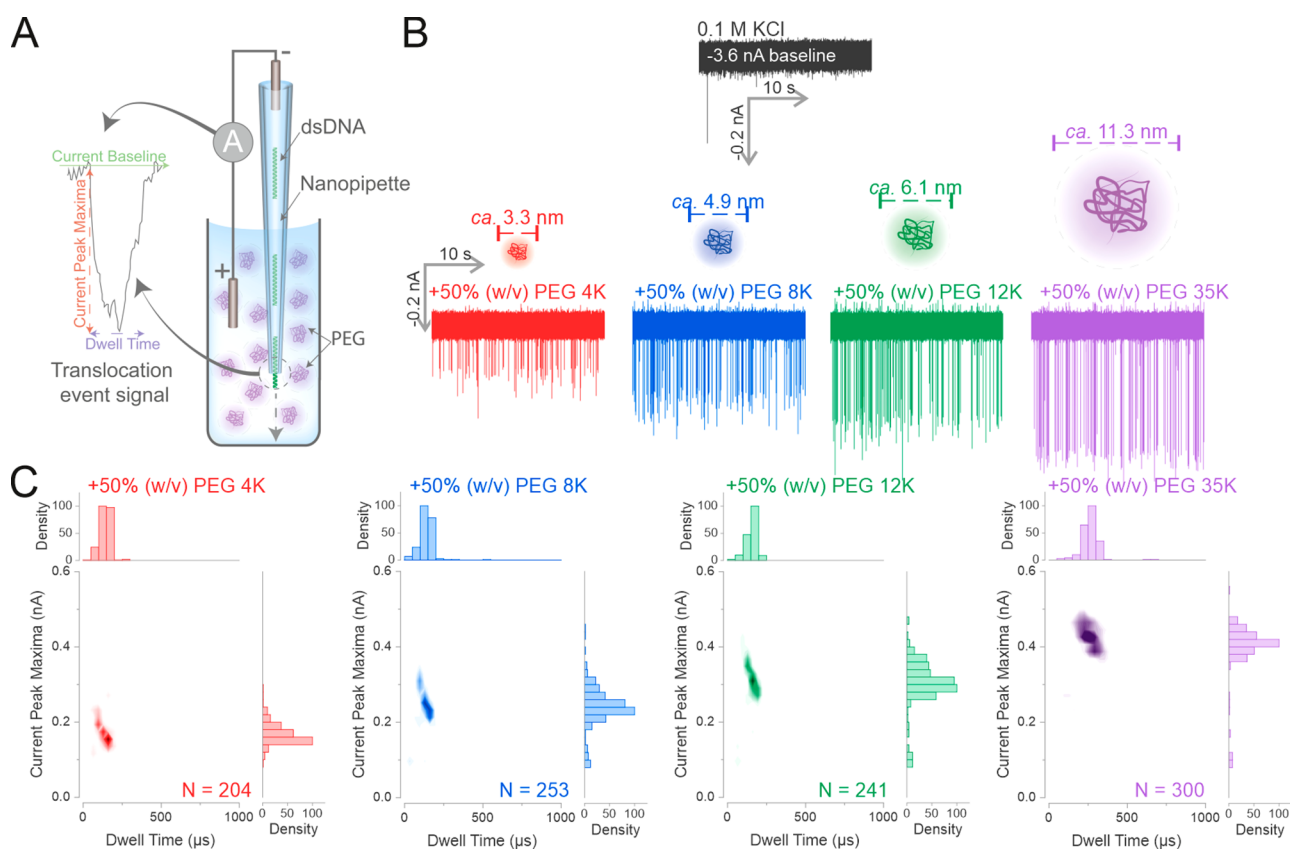 A
-
A
dsDNA
Current Baseline
Nanopipette
Current Peak Maxima
+
Dwell Time
PEG
Translocation
event signal
B
0.1 M KCl
-3.6 nA baseline
10 s
-0.2 nA
ca. 3.3 nm
ca. 4.9 nm
ca. 6.1 nm
ca. 11.3 nm
10 s
-0.2 nA
+50% (w/v) PEG 4K
+50% (w/v) PEG 8K
+50% (w/v) PEG 12K
+50% (w/v) PEG 35K
C
+50% (w/v) PEG 4K
Density
100
50
0
Current Peak Maxima (nA)
0.6
0.4
0.2
0.0
N = 204
0
1000
Dwell Time (µs)
0 50 100
Density
+50% (w/v) PEG 8K
Density
100
50
0
Current Peak Maxima (nA)
0.6
0.4
0.2
0.0
N = 253
0
1000
Dwell Time (µs)
0 50 100
Density
+50% (w/v) PEG 12K
Density
100
50
0
Current Peak Maxima (nA)
0.6
0.4
0.2
0.0
N = 241
0
1000
Dwell Time (µs)
0 50 100
Density
+50% (w/v) PEG 35K
Density
100
50
0
Current Peak Maxima (nA)
0.6
0.4
0.2
0.0
N = 300
0
1000
Dwell Time (µs)
0 50 100
Density